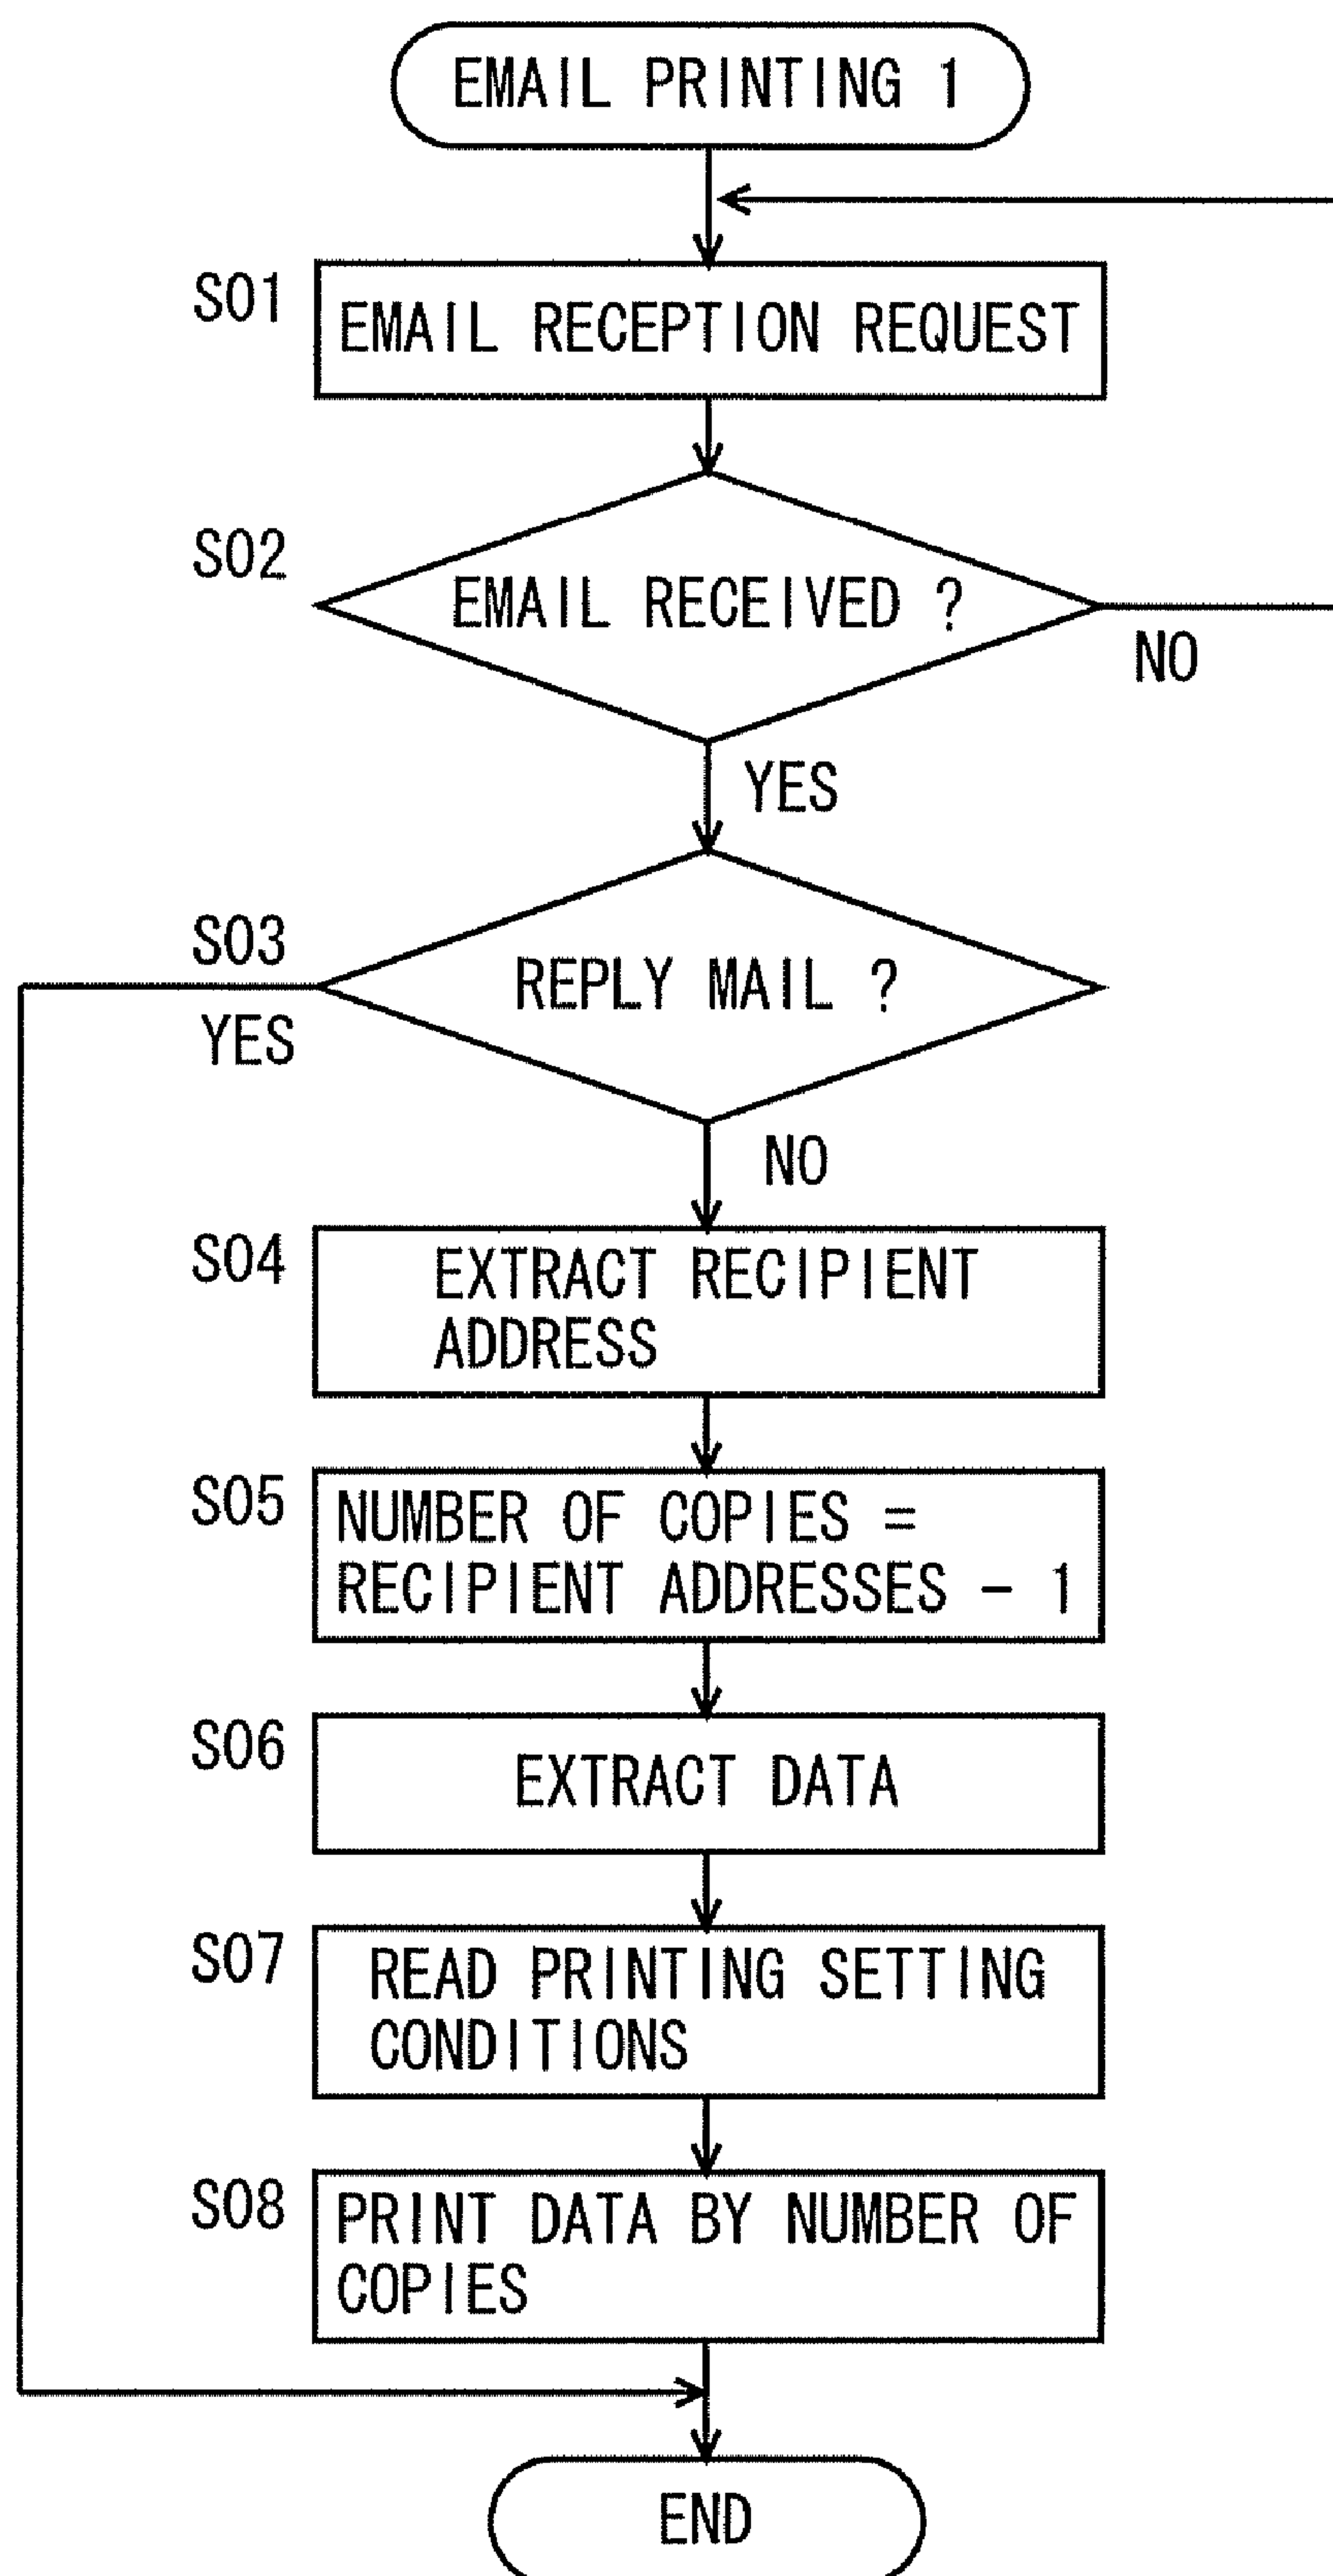 EMAIL PRINTING 1
S01
EMAIL RECEPTION REQUEST
S02
EMAIL RECEIVED ?
NO
YES
S03
REPLY MAIL ?
YES
NO
S04
EXTRACT RECIPIENT
ADDRESS
S05
NUMBER OF COPIES =
RECIPIENT ADDRESSES - 1
S06
EXTRACT DATA
S07
READ PRINTING SETTING
CONDITIONS
S08
PRINT DATA BY NUMBER OF
COPIES
END